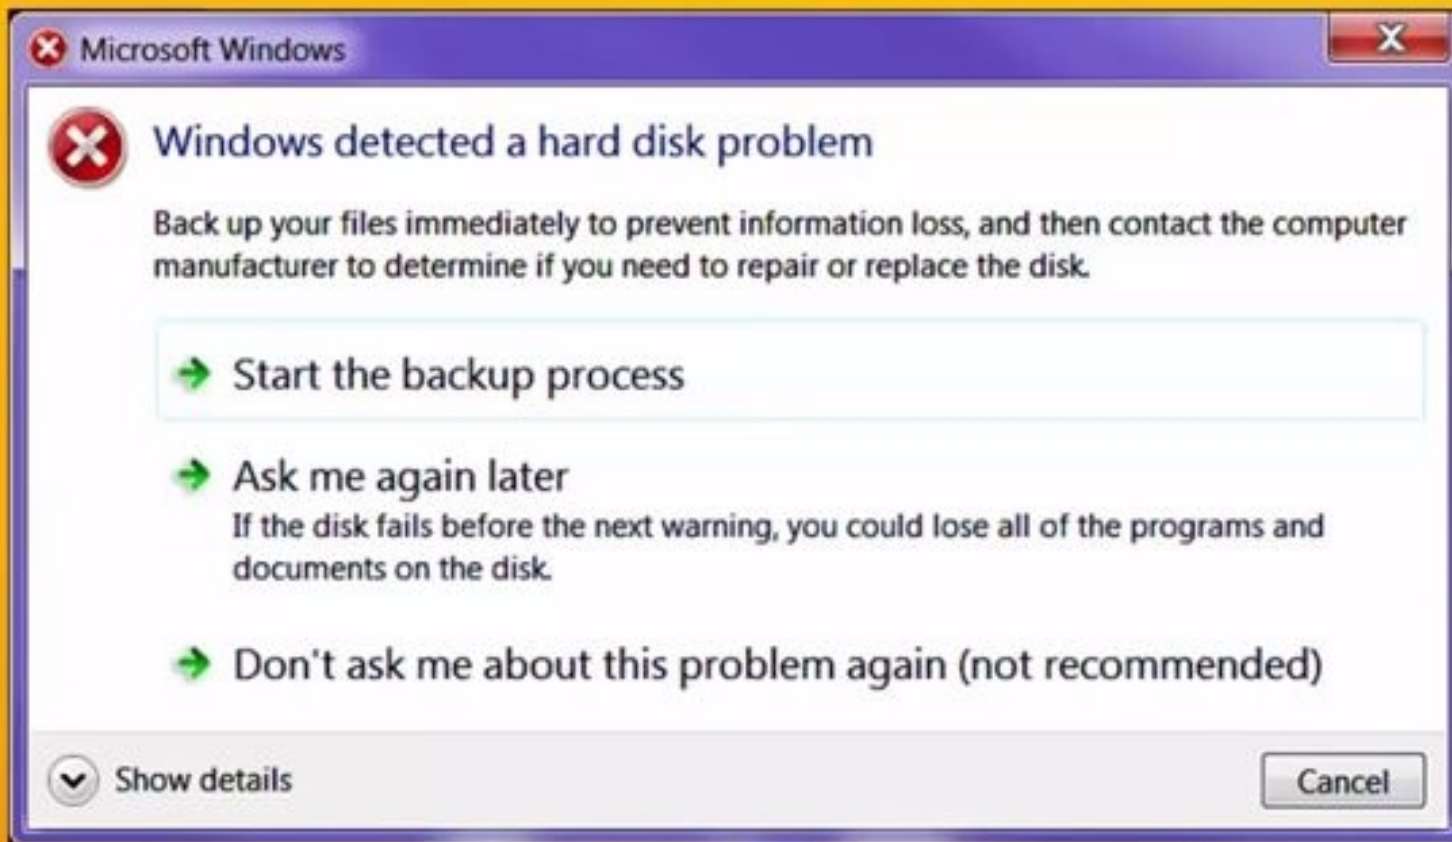 Microsoft Windows
Windows detected a hard disk problem
Back up your files immediately to prevent information loss, and then contact the computer
manufacturer to determine if you need to repair or replace the disk.
Start the backup process
Ask me again later
If the disk fails before the next warning, you could lose all of the programs and
documents on the disk.
Don't ask me about this problem again (not recommended)
Show details
Cancel